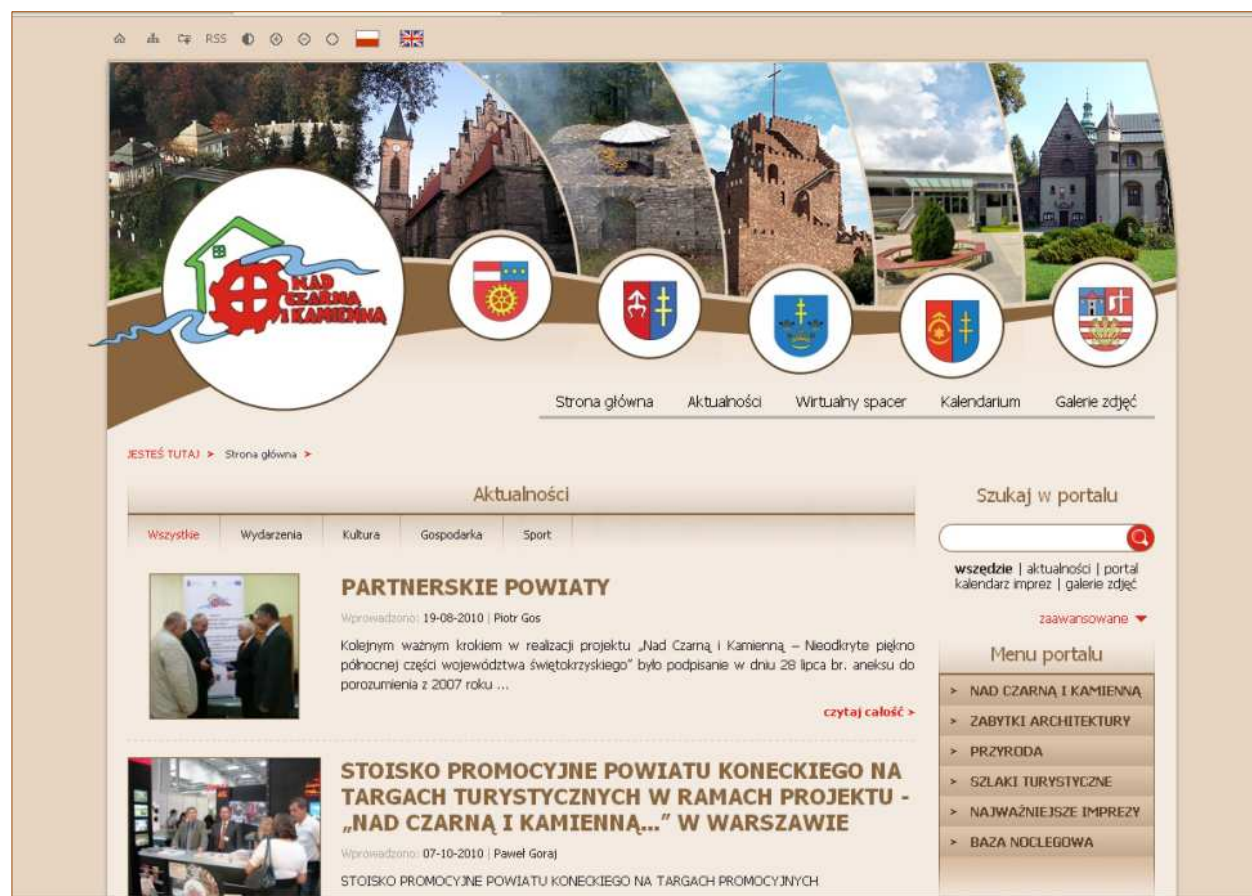 RSS
NAD
CZARNĄ
I KAMIENNĄ
Strona główna Aktualności Wirtualny spacer Kalendarium Galerie zdjęć
JESTEŚ TUTAJ > Strona główna >
Aktualności
Wszystkie Wydarzenia Kultura Gospodarka Sport
PARTNERSKIE POWIATY
Wprowadzono: 19-08-2010 | Piotr Gos
Kolejnym ważnym krokiem w realizacji projektu „Nad Czarną i Kamienną – Nieodkryte piękno
północnej części województwa świętokrzyskiego” było podpisanie w dniu 28 lipca br. aneksu do
porozumienia z 2007 roku ...
czytaj całość >
STOISKO PROMOCYJNE POWIATU KONECKIEGO NA
TARGACH TURYSTYCZNYCH W RAMACH PROJEKTU -
„NAD CZARNĄ I KAMIENNĄ...” W WARSZAWIE
Wprowadzono: 07-10-2010 | Paweł Goraj
STOISKO PROMOCYJNE POWIATU KONECKIEGO NA TARGACH PROMOCYJNYCH
Szukaj w portalu
wszędzie | aktualności | portal
kalendarz imprez | galerie zdjęć
zaawansowane
Menu portalu
> NAD CZARNĄ I KAMIENNĄ
> ZABYTKI ARCHITEKTURY
> PRZYRODA
> SZLAKI TURYSTYCZNE
> NAJWAŻNIEJSZE IMPREZY
> BAZA NOCLEGOWA